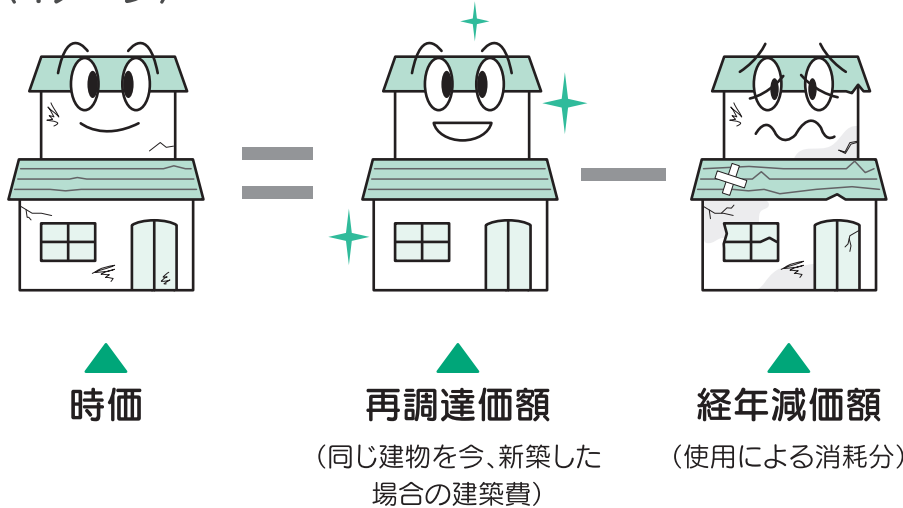 時価
再調達価額
(同じ建物を今、新築した
場合の建築費)
経年減価額
(使用による消耗分)